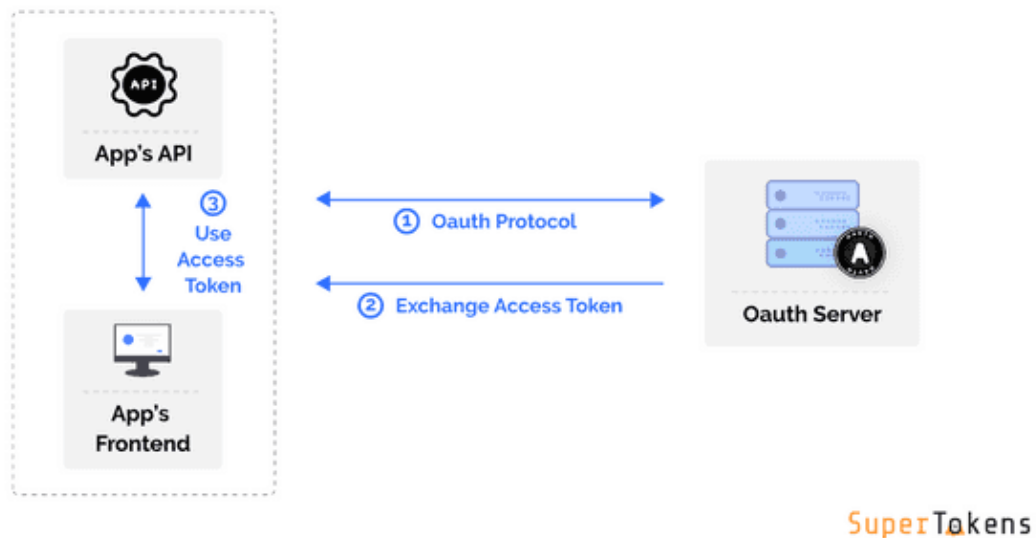 API
App's API
3
Use
Access
Token
App's
Frontend
1 Oauth Protocol
2 Exchange Access Token
A
Oauth Server
SuperTokens